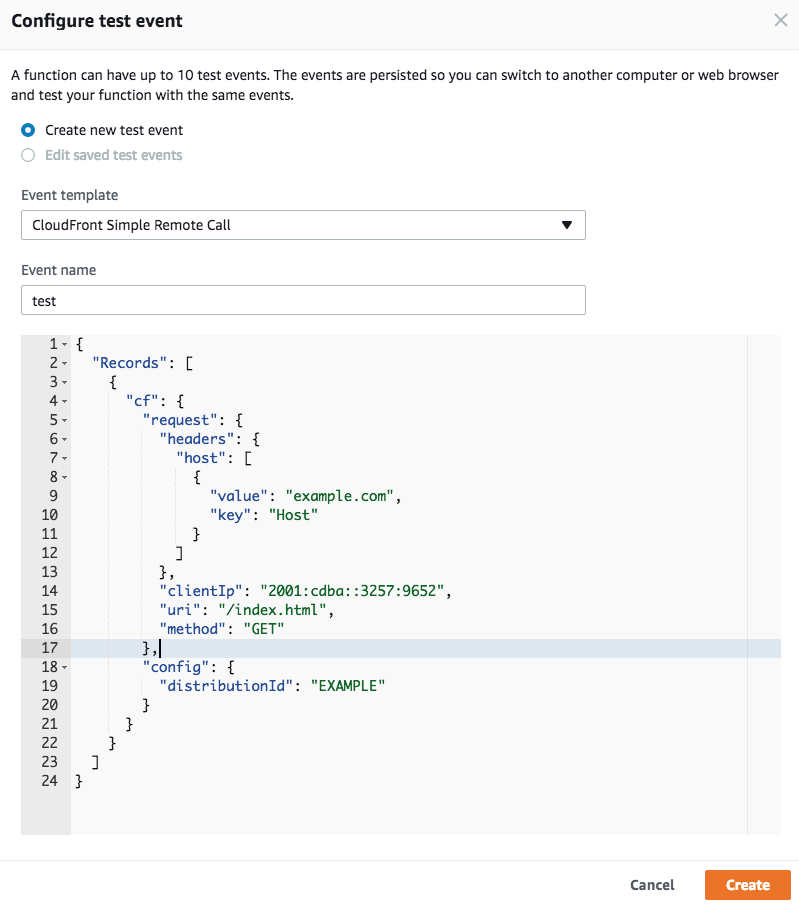 Configure test event
A function can have up to 10 test events. The events are persisted so you can switch to another computer or web browser
and test your function with the same events.
Create new test event
Edit saved test events
Event template
CloudFront Simple Remote Call
Event name
test
1 {
2   "Records": [
3     {
4       "cf": {
5         "request": {
6           "headers": {
7             "host": [
8               {
9                 "value": "example.com",
10                 "key": "Host"
11               }
12             ]
13           },
14           "clientIp": "2001:cdba::3257:9652",
15           "uri": "/index.html",
16           "method": "GET"
17         },
18         "config": {
19           "distributionId": "EXAMPLE"
20         }
21       }
22     }
23   ]
24 }
Cancel
Create